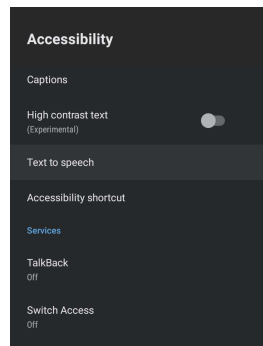 Accessibility
Captions
High contrast text
(Experimental)
Text to speech
Accessibility shortcut
Services
TalkBack
Off
Switch Access
Off